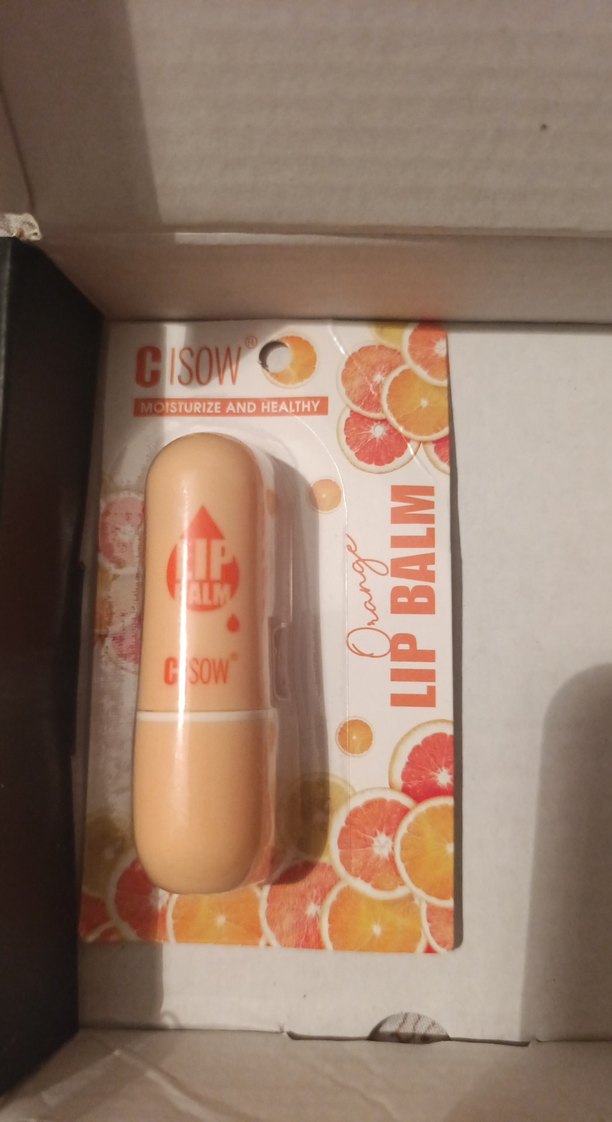 CISOW®
MOISTURIZE AND HEALTHY
LIP
BALM
CISOW®
Orange
LIP BALM